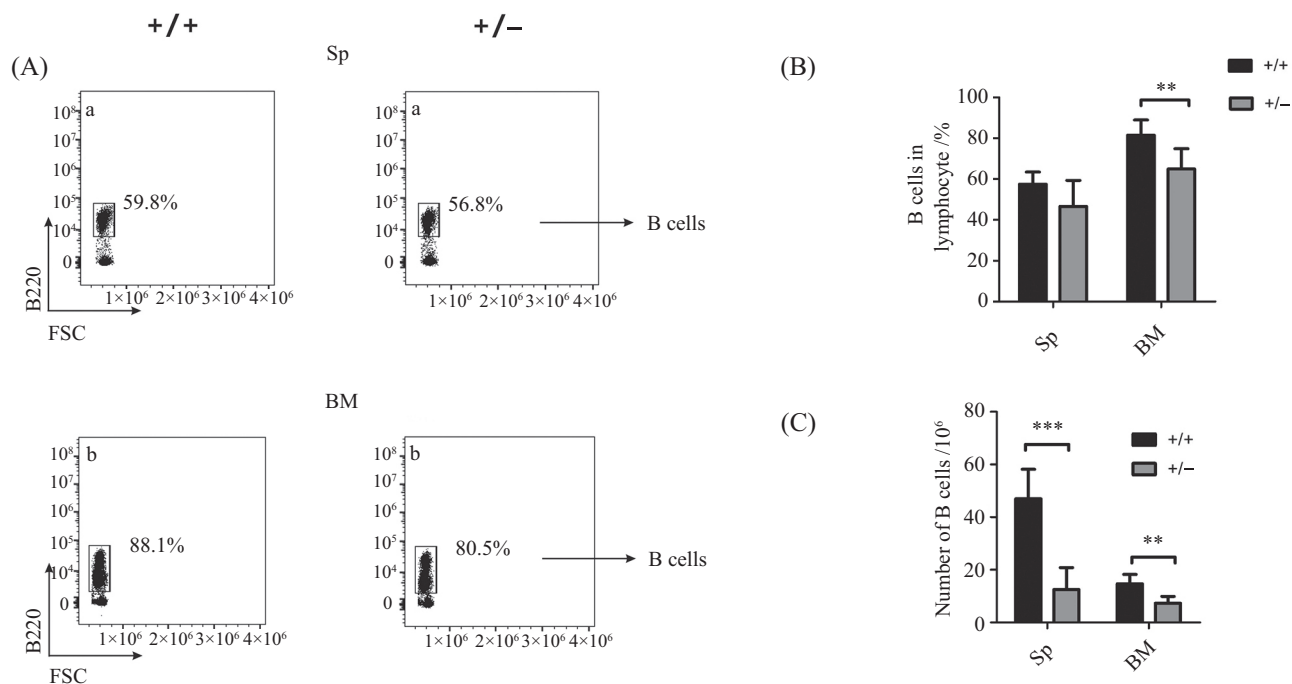 +/+
+/−
Sp
(A)
a
10⁸
10⁷
10⁶
10⁵
10⁴
0
59.8%
1×10⁶ 2×10⁶ 3×10⁶ 4×10⁶
B220
FSC
a
10⁸
10⁷
10⁶
10⁵
10⁴
0
56.8%
B cells
1×10⁶ 2×10⁶ 3×10⁶ 4×10⁶
BM
b
10⁸
10⁷
10⁶
10⁵
10⁴
0
88.1%
1×10⁶ 2×10⁶ 3×10⁶ 4×10⁶
B220
FSC
b
10⁸
10⁷
10⁶
10⁵
10⁴
0
80.5%
B cells
1×10⁶ 2×10⁶ 3×10⁶ 4×10⁶
(B)
+/+
+/−
**
B cells in
lymphocyte /%
100
80
60
40
20
0
Sp
BM
(C)
+/+
+/−
***
**
Number of B cells /10⁶
80
60
40
20
0
Sp
BM